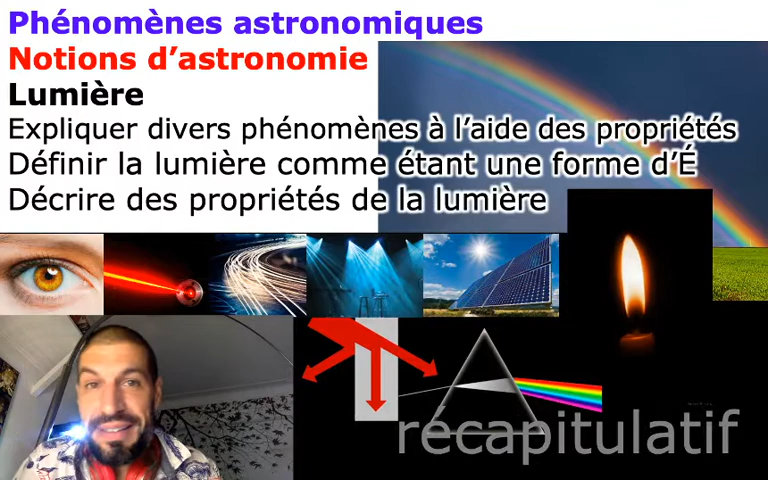 Phénomènes astronomiques
Notions d’astronomie
Lumière
Expliquer divers phénomènes à l’aide des propriétés
Définir la lumière comme étant une forme d’É
Décrire des propriétés de la lumière
récapitulatif